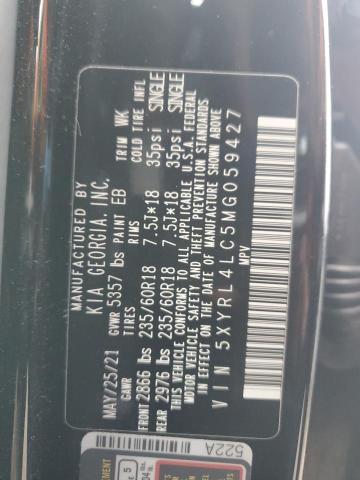 MANUFACTURED BY
KIA GEORGIA, INC.
MAY/25/21 GVWR 5357 lbs PAINT EB TRIM WK
GAWR TIRES RIMS COLD TIRE INFL
FRONT 2866 lbs 235/60R18 7.5J*18 35psi SINGLE
REAR 2976 lbs 235/60R18 7.5J*18 35psi SINGLE
THIS VEHICLE CONFORMS TO ALL APPLICABLE U.S.A. FEDERAL
MOTOR VEHICLE SAFETY AND THEFT PREVENTION STANDARDS
IN EFFECT ON THE DATE OF MANUFACTURE SHOWN ABOVE
VIN 5XYRL4LC5MG059427
MPV
522A